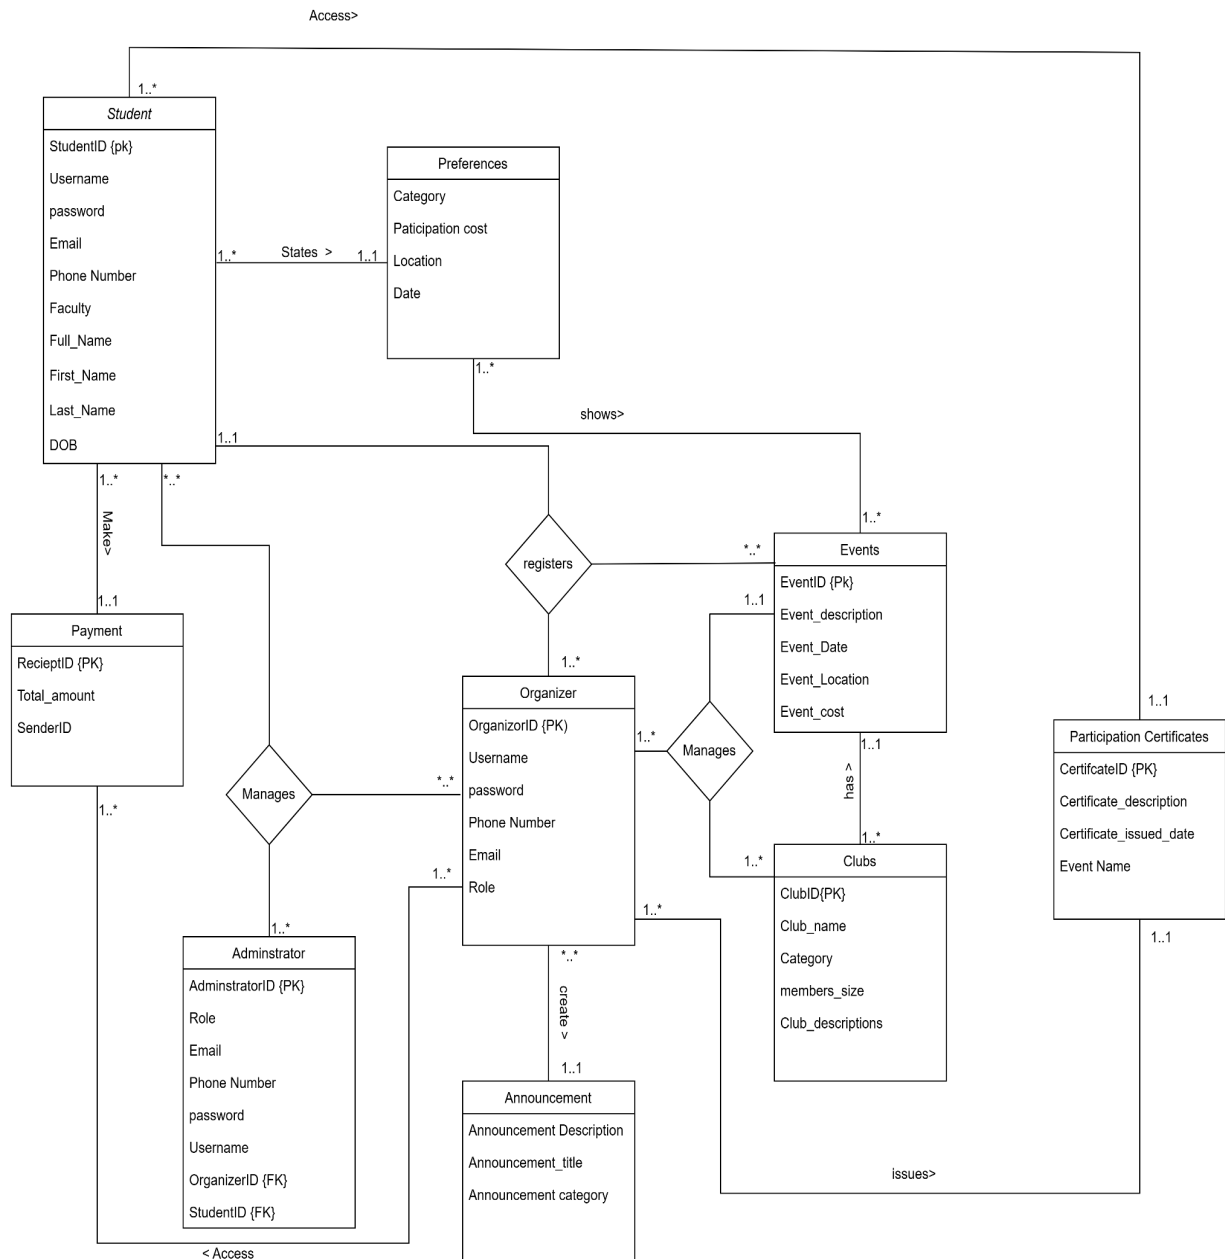 Access>
1..*
Student
StudentID {pk}
Username
password
Email
Phone Number
Faculty
Full_Name
First_Name
Last_Name
DOB
1..*
States >
1..1
Preferences
Category
Paticipation cost
Location
Date
1..*
shows>
1..*
1..1
1..*
*..*
Make>
1..1
registers
*..*
1..*
Events
EventID {Pk}
Event_description
Event_Date
Event_Location
Event_cost
1..1
1..1
has >
1..*
Payment
RecieptID {PK}
Total_amount
SenderID
1..*
Manages
*..*
1..*
Organizer
OrganizorID {PK)
Username
password
Phone Number
Email
Role
1..*
Manages
1..*
1..*
1..*
*..*
create >
1..1
Clubs
ClubID{PK}
Club_name
Category
members_size
Club_descriptions
1..1
Participation Certificates
CertifcateID {PK}
Certificate_description
Certificate_issued_date
Event Name
1..1
Adminstrator
AdminstratorID {PK}
Role
Email
Phone Number
password
Username
OrganizerID {FK}
StudentID {FK}
Announcement
Announcement Description
Announcement_title
Announcement category
issues>
< Access